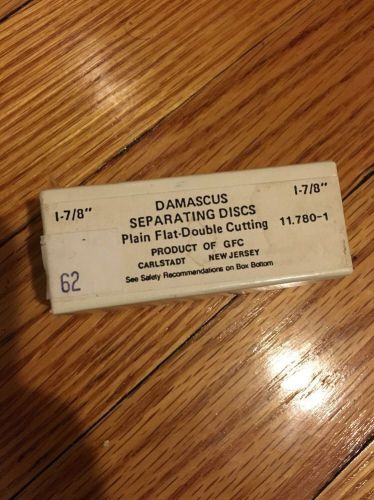 1-7/8"
DAMASCUS
1-7/8"
SEPARATING DISCS
Plain Flat-Double Cutting
11.780-1
PRODUCT OF GFC
CARLSTADT NEW JERSEY
See Safety Recommendations on Box Bottom
62